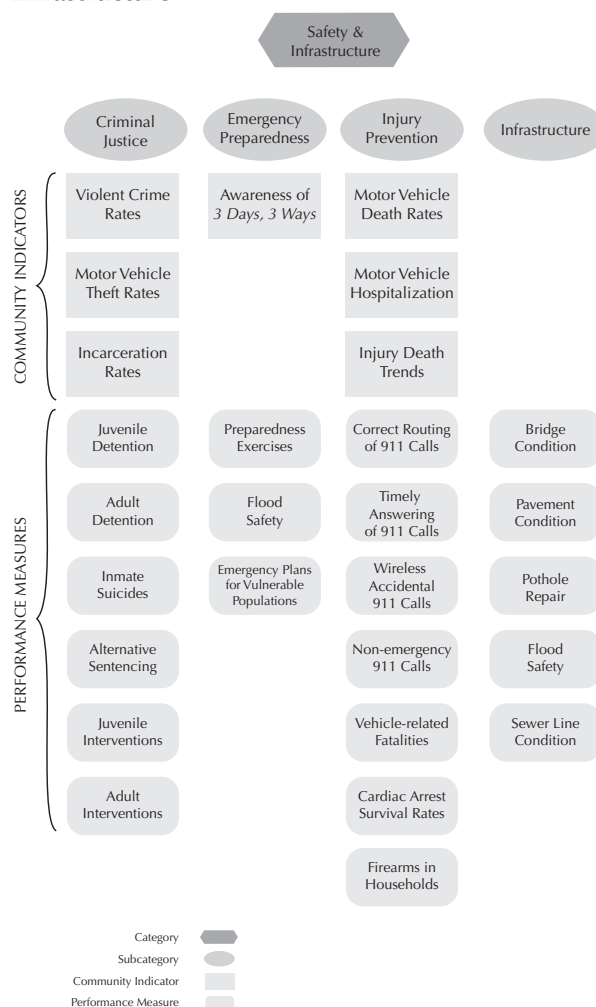 Safety &
Infrastructure
Criminal
Justice
Emergency
Preparedness
Injury
Prevention
Infrastructure
COMMUNITY INDICATORS
Violent Crime
Rates
Awareness of
3 Days, 3 Ways
Motor Vehicle
Death Rates
Motor Vehicle
Theft Rates
Motor Vehicle
Hospitalization
Incarceration
Rates
Injury Death
Trends
PERFORMANCE MEASURES
Juvenile
Detention
Preparedness
Exercises
Correct Routing
of 911 Calls
Bridge
Condition
Adult
Detention
Flood
Safety
Timely
Answering
of 911 Calls
Pavement
Condition
Inmate
Suicides
Emergency Plans
for Vulnerable
Populations
Wireless
Accidental
911 Calls
Pothole
Repair
Alternative
Sentencing
Non-emergency
911 Calls
Flood
Safety
Juvenile
Interventions
Vehicle-related
Fatalities
Sewer Line
Condition
Adult
Interventions
Cardiac Arrest
Survival Rates
Firearms in
Households
Category
Subcategory
Community Indicator
Performance Measure